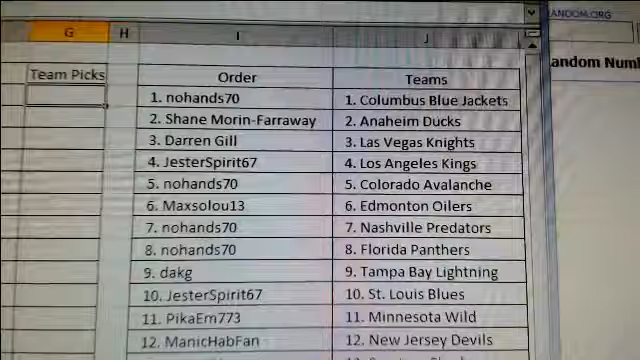 G H I J
ANDOM.ORG
andom Num
Team Picks Order Teams
1. nohands70 1. Columbus Blue Jackets
2. Shane Morin-Farraway 2. Anaheim Ducks
3. Darren Gill 3. Las Vegas Knights
4. JesterSpirit67 4. Los Angeles Kings
5. nohands70 5. Colorado Avalanche
6. Maxsolou13 6. Edmonton Oilers
7. nohands70 7. Nashville Predators
8. nohands70 8. Florida Panthers
9. dakg 9. Tampa Bay Lightning
10. JesterSpirit67 10. St. Louis Blues
11. PikaEm773 11. Minnesota Wild
12. ManicHabFan 12. New Jersey Devils